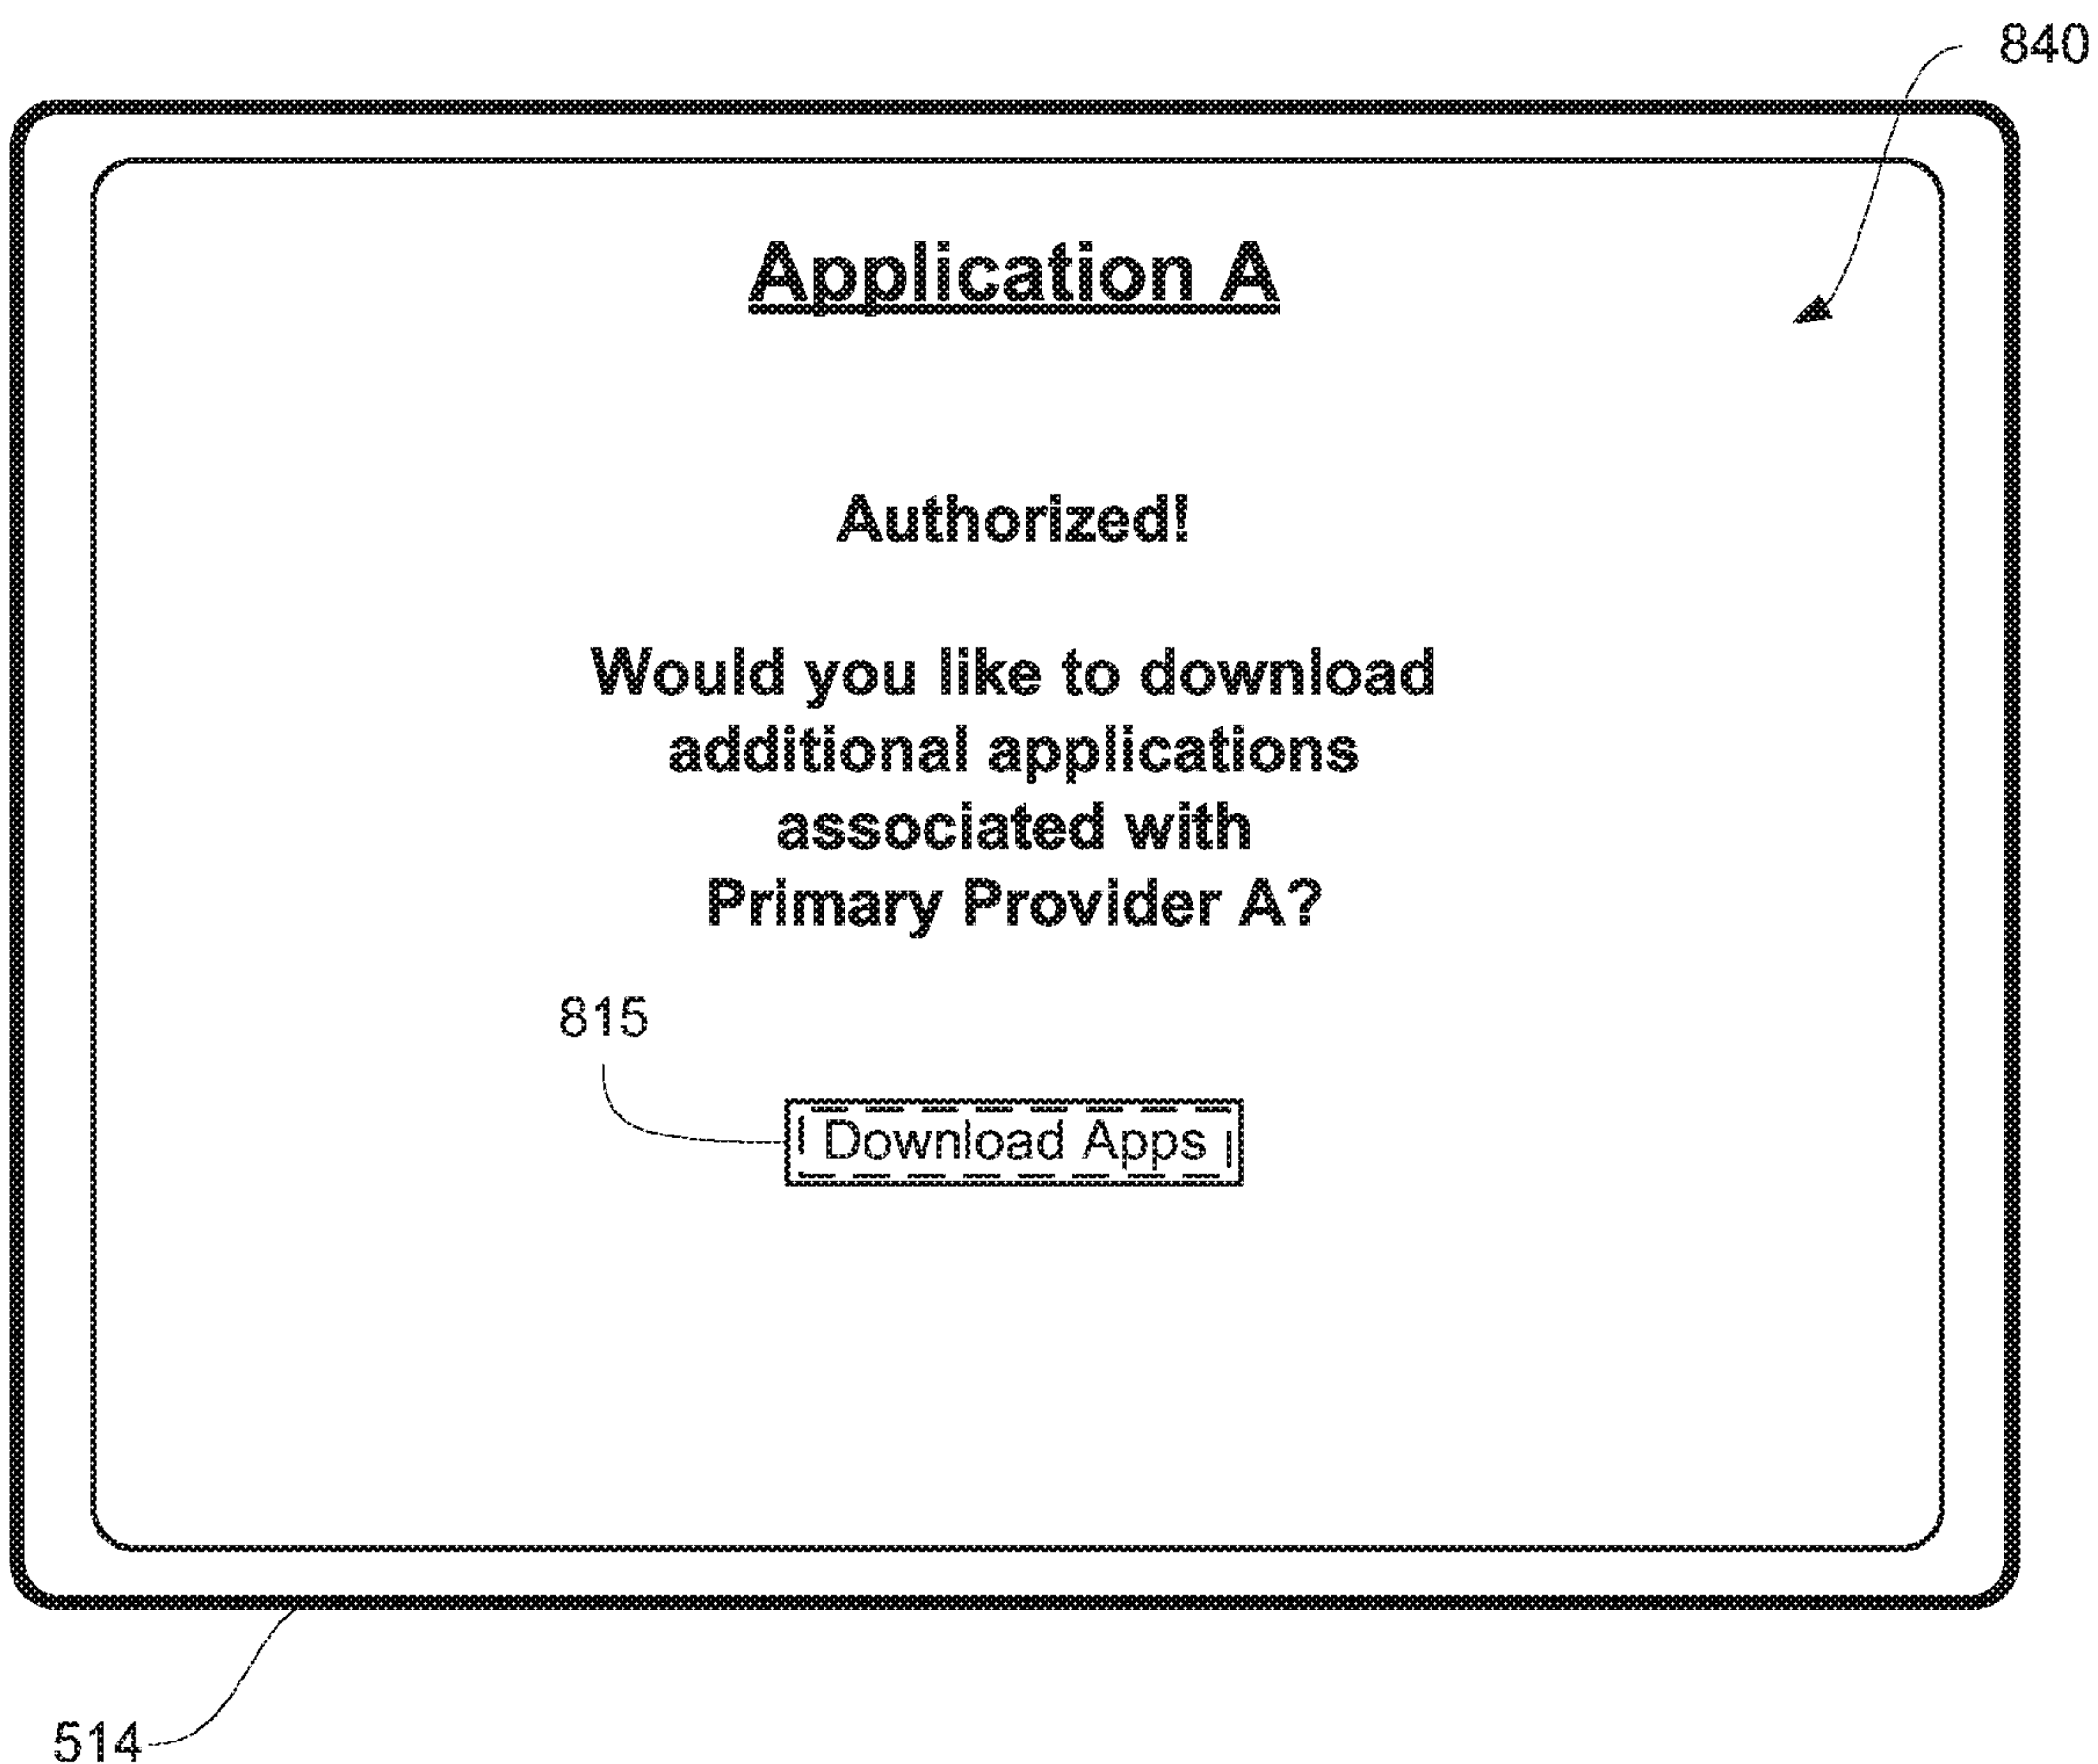 840
Application A
Authorized!
Would you like to download
additional applications
associated with
Primary Provider A?
815
Download Apps
514